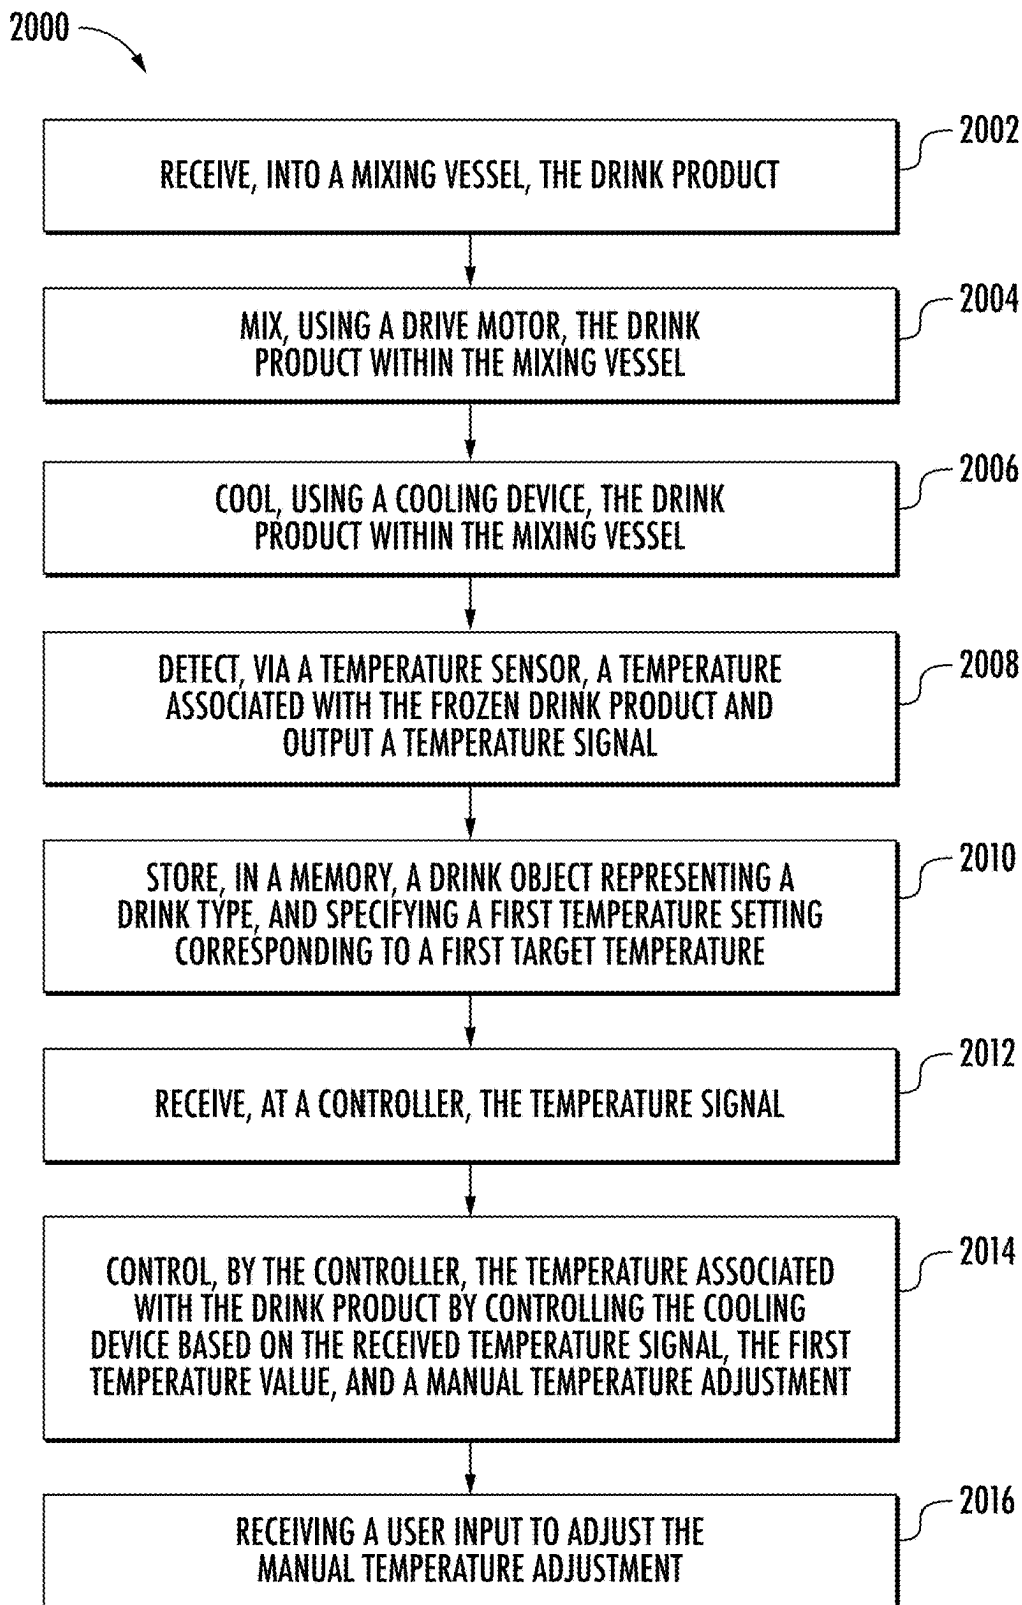 2000
2002
RECEIVE, INTO A MIXING VESSEL, THE DRINK PRODUCT
2004
MIX, USING A DRIVE MOTOR, THE DRINK
PRODUCT WITHIN THE MIXING VESSEL
2006
COOL, USING A COOLING DEVICE, THE DRINK
PRODUCT WITHIN THE MIXING VESSEL
2008
DETECT, VIA A TEMPERATURE SENSOR, A TEMPERATURE
ASSOCIATED WITH THE FROZEN DRINK PRODUCT AND
OUTPUT A TEMPERATURE SIGNAL
2010
STORE, IN A MEMORY, A DRINK OBJECT REPRESENTING A
DRINK TYPE, AND SPECIFYING A FIRST TEMPERATURE SETTING
CORRESPONDING TO A FIRST TARGET TEMPERATURE
2012
RECEIVE, AT A CONTROLLER, THE TEMPERATURE SIGNAL
2014
CONTROL, BY THE CONTROLLER, THE TEMPERATURE ASSOCIATED
WITH THE DRINK PRODUCT BY CONTROLLING THE COOLING
DEVICE BASED ON THE RECEIVED TEMPERATURE SIGNAL, THE FIRST
TEMPERATURE VALUE, AND A MANUAL TEMPERATURE ADJUSTMENT
2016
RECEIVING A USER INPUT TO ADJUST THE
MANUAL TEMPERATURE ADJUSTMENT